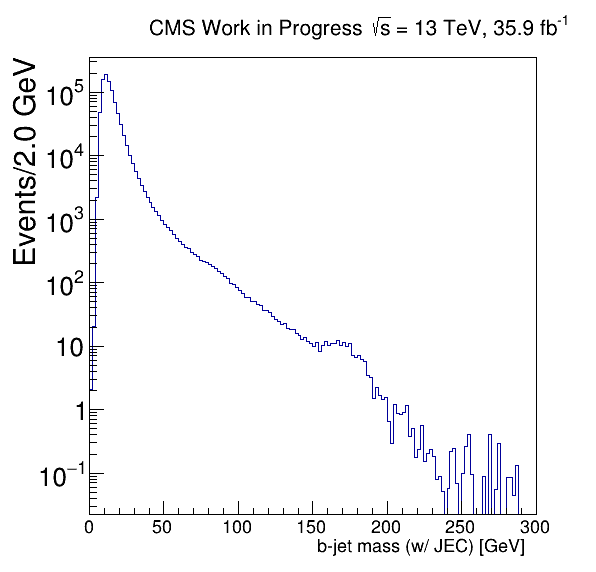 CMS Work in Progress √s = 13 TeV, 35.9 fb⁻¹
Events/2.0 GeV
10⁵
10⁴
10³
10²
10
1
10⁻¹
0 50 100 150 200 250 300
b-jet mass (w/ JEC) [GeV]